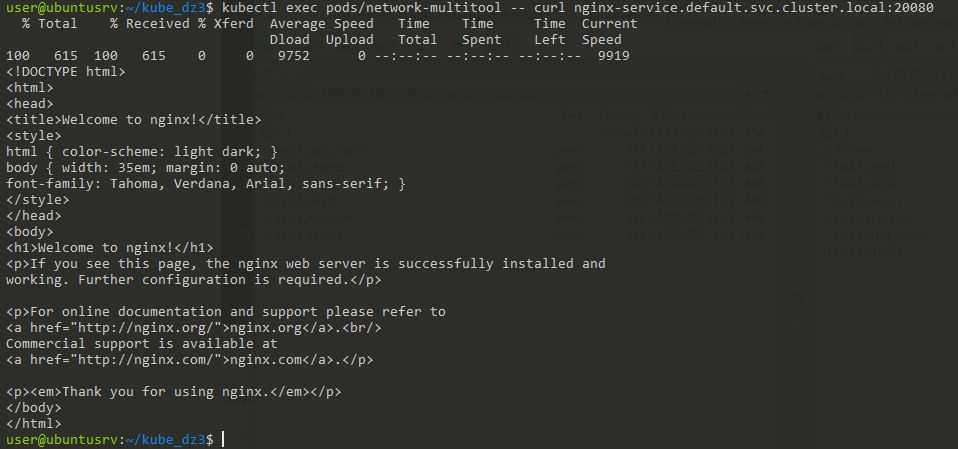 user@ubuntusrv:~/kube_dz3$ kubectl exec pods/network-multitool -- curl nginx-service.default.svc.cluster.local:20080
  % Total    % Received % Xferd  Average Speed   Time    Time     Time  Current
                                 Dload  Upload   Total   Spent    Left  Speed
100   615  100   615    0     0   9752      0 --:--:-- --:--:-- --:--:--  9919
<!DOCTYPE html>
<html>
<head>
<title>Welcome to nginx!</title>
<style>
html { color-scheme: light dark; }
body { width: 35em; margin: 0 auto;
font-family: Tahoma, Verdana, Arial, sans-serif; }
</style>
</head>
<body>
<h1>Welcome to nginx!</h1>
<p>If you see this page, the nginx web server is successfully installed and
working. Further configuration is required.</p>

<p>For online documentation and support please refer to
<a href="http://nginx.org/">nginx.org</a>.<br/>
Commercial support is available at
<a href="http://nginx.com/">nginx.com</a>.</p>

<p><em>Thank you for using nginx.</em></p>
</body>
</html>
user@ubuntusrv:~/kube_dz3$